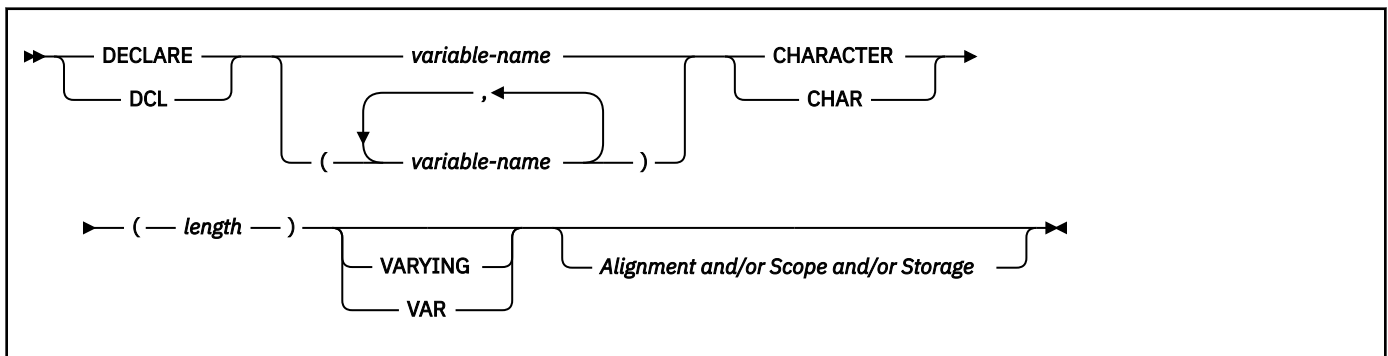 DECLARE variable-name CHARACTER
DCL , CHAR
( variable-name )
( length )
VARYING Alignment and/or Scope and/or Storage
VAR